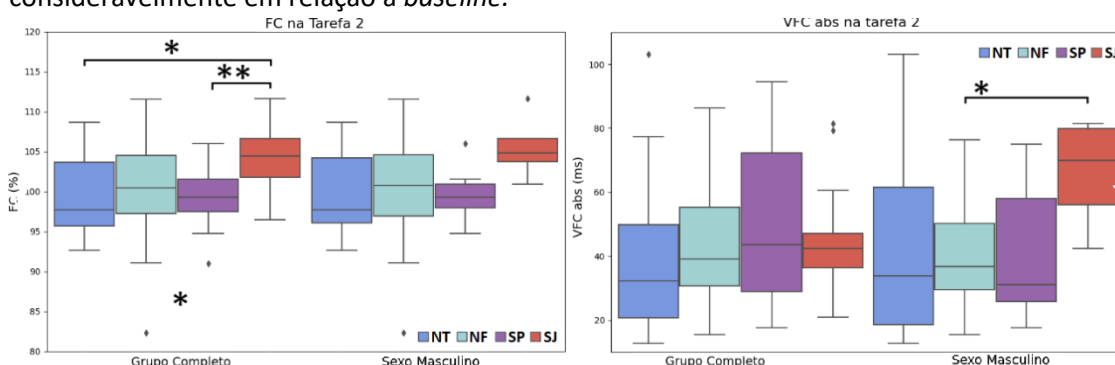 consideravelmente em relação à baseline.
FC na Tarefa 2
120
115
110
105
100
95
90
85
80
FC (%)
*
**
*
NT NF SP SJ
Grupo Completo Sexo Masculino
VFC abs na tarefa 2
100
80
60
40
20
VFC abs (ms)
NT NF SP SJ
*
Grupo Completo Sexo Masculino